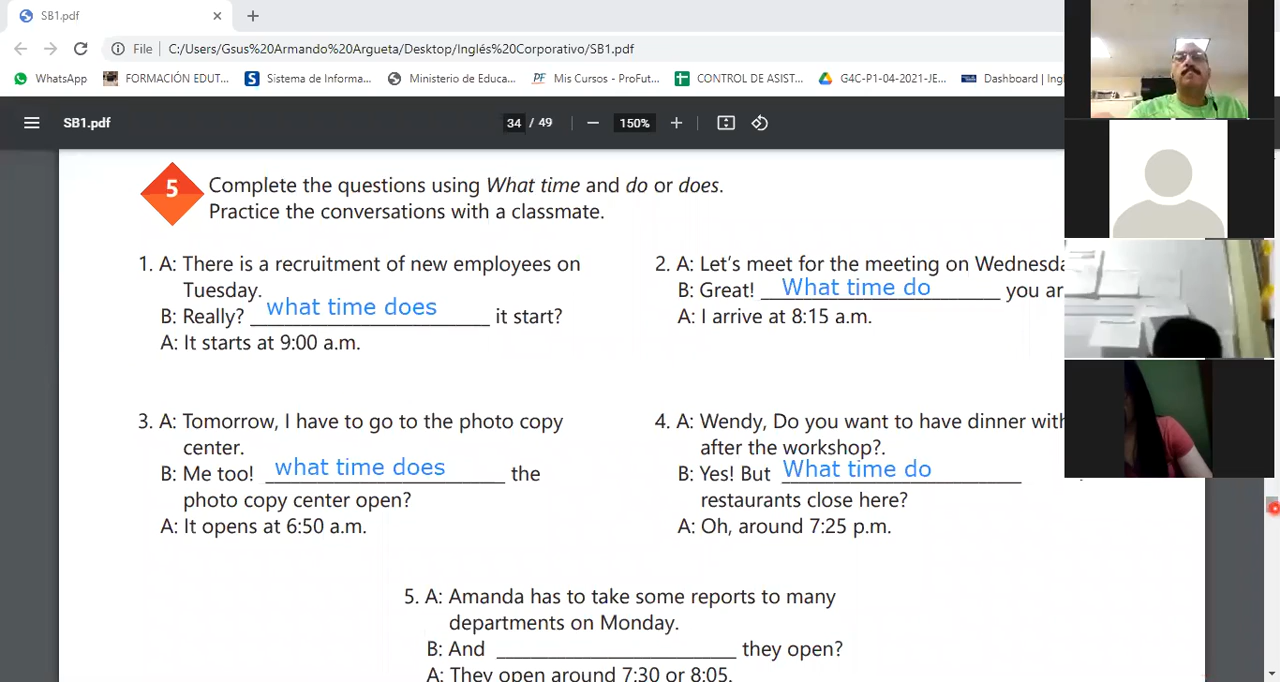 SB1.pdf
File
C:/Users/Gsus%20Armando%20Argueta/Desktop/Inglés%20Corporativo/SB1.pdf
WhatsApp
FORMACIÓN EDUT...
Sistema de Informa...
Ministerio de Educa...
Mis Cursos - ProFut...
CONTROL DE ASIST...
G4C-P1-04-2021-JE...
Dashboard | Ingl
SB1.pdf
34 / 49
150%
5
Complete the questions using What time and do or does.
Practice the conversations with a classmate.
1. A: There is a recruitment of new employees on
Tuesday.
B: Really? what time does it start?
A: It starts at 9:00 a.m.
2. A: Let's meet for the meeting on Wednesda
B: Great! What time do you ar
A: I arrive at 8:15 a.m.
3. A: Tomorrow, I have to go to the photo copy
center.
B: Me too! what time does the
photo copy center open?
A: It opens at 6:50 a.m.
4. A: Wendy, Do you want to have dinner with
after the workshop?.
B: Yes! But What time do
restaurants close here?
A: Oh, around 7:25 p.m.
5. A: Amanda has to take some reports to many
departments on Monday.
B: And ______ they open?
A: They open around 7:30 or 8:05.